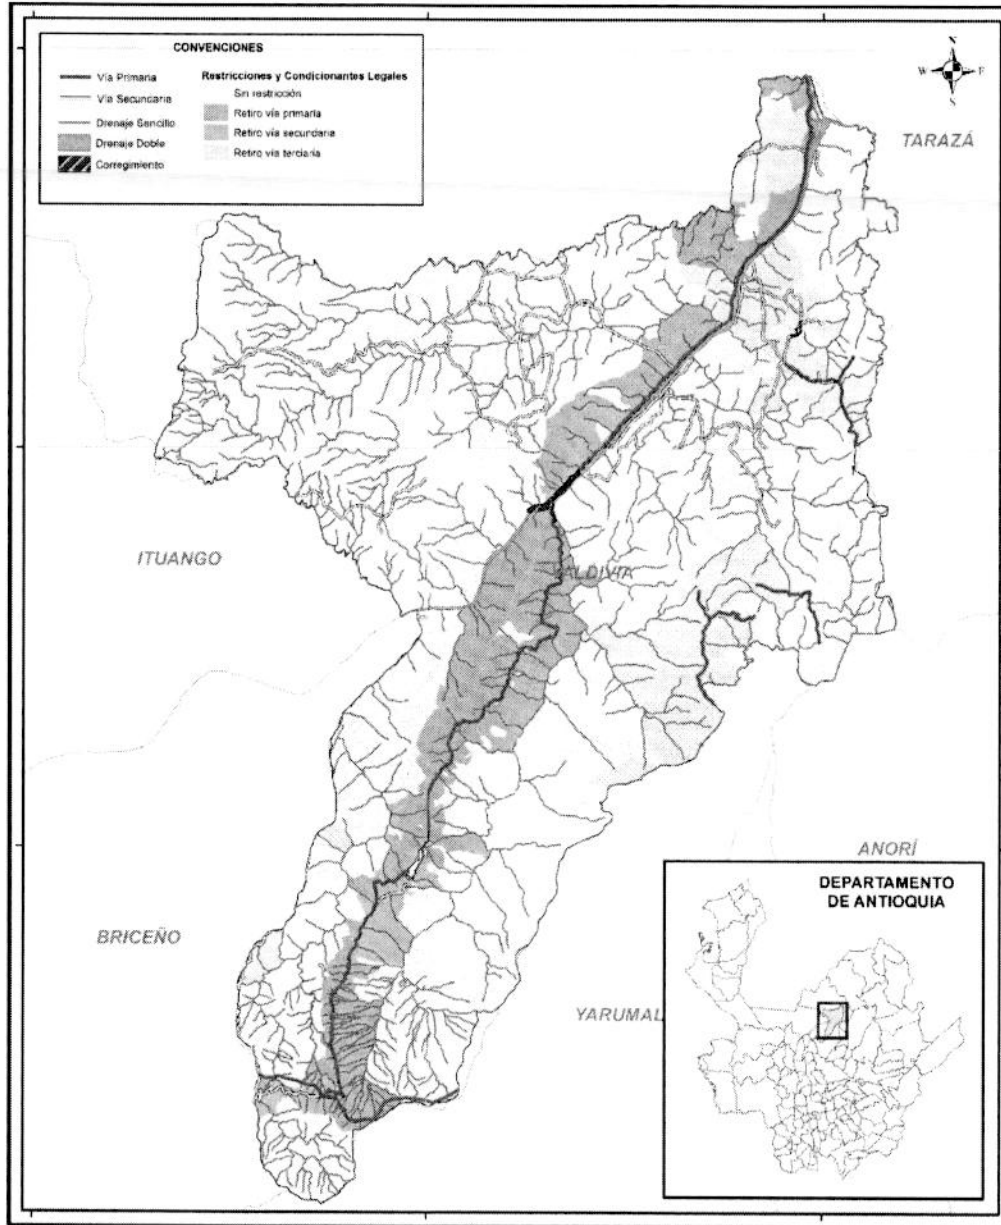 CONVENCIONES
Vía Primaria
Vía Secundaria
Drenaje Sencillo
Drenaje Doble
Corregimiento
Restricciones y Condicionantes Legales
Sin restricción
Retiro vía primaria
Retiro vía secundaria
Retiro vía terciaria
N
W
E
S
TARAZÁ
ITUANGO
VALDIVIA
ANORÍ
BRICEÑO
YARUMAL
DEPARTAMENTO
DE ANTIOQUIA